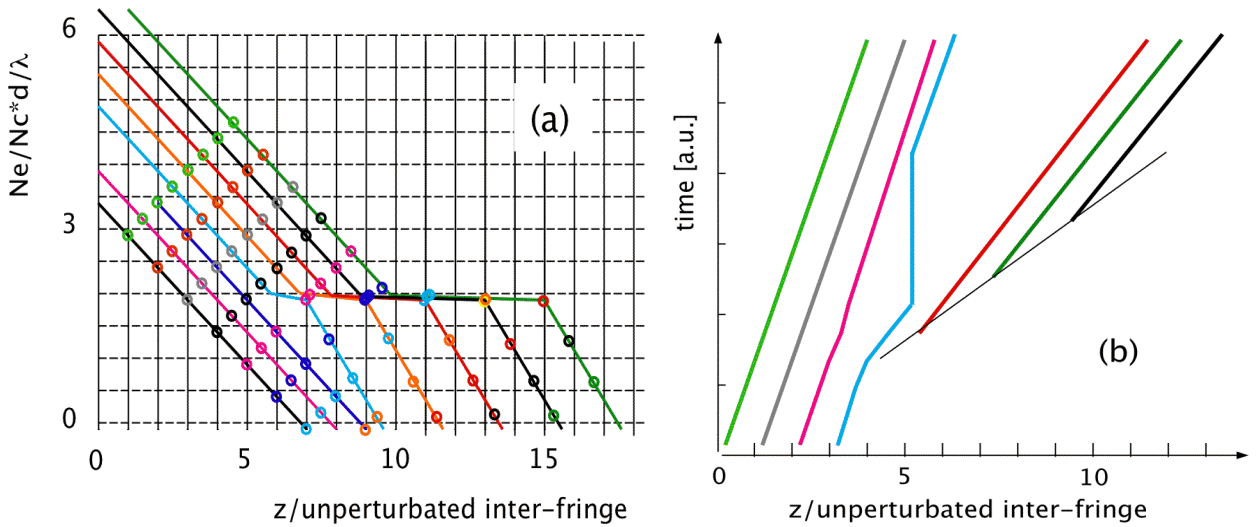 Ne/Nc*d/λ
6
3
0
(a)
0
5
10
15
z/unperturbated inter-fringe
time [a.u.]
(b)
0
5
10
z/unperturbated inter-fringe